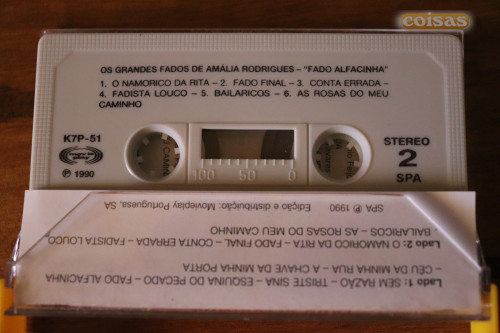 coisas
OS GRANDES FADOS DE AMÁLIA RODRIGUES – "FADO ALFACINHA"
1. O NAMORICO DA RITA – 2. FADO FINAL – 3. CONTA ERRADA –
4. FADISTA LOUCO – 5. BAILARICOS – 6. AS ROSAS DO MEU
CAMINHO
K7P-51
℗ 1990
100 50 0
STEREO
2
SPA
Lado 1: SEM RAZÃO – TRISTE SINA – ESQUINA DO PECADO – FADO ALFACINHA
– CÉU DA MINHA RUA – A CHAVE DA MINHA PORTA
Lado 2: O NAMORICO DA RITA – FADO FINAL – CONTA ERRADA – FADISTA LOUCO
- BAILARICOS – AS ROSAS DO MEU CAMINHO
SPA ℗ 1990 Edição e distribuição: Movieplay Portuguesa, SA